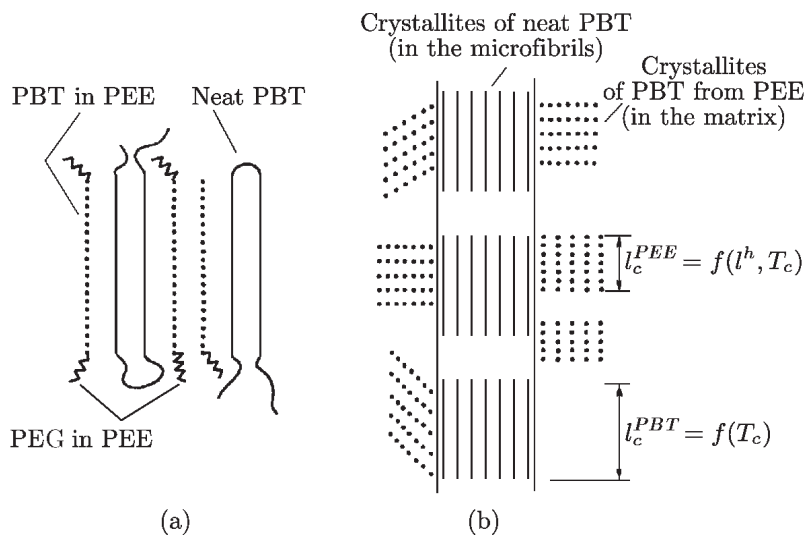 PBT in PEE
Neat PBT
PEG in PEE
(a)
Crystallites of neat PBT
(in the microfibrils)
Crystallites
of PBT from PEE
(in the matrix)
l_c^{PEE} = f(l^h, T_c)
l_c^{PBT} = f(T_c)
(b)